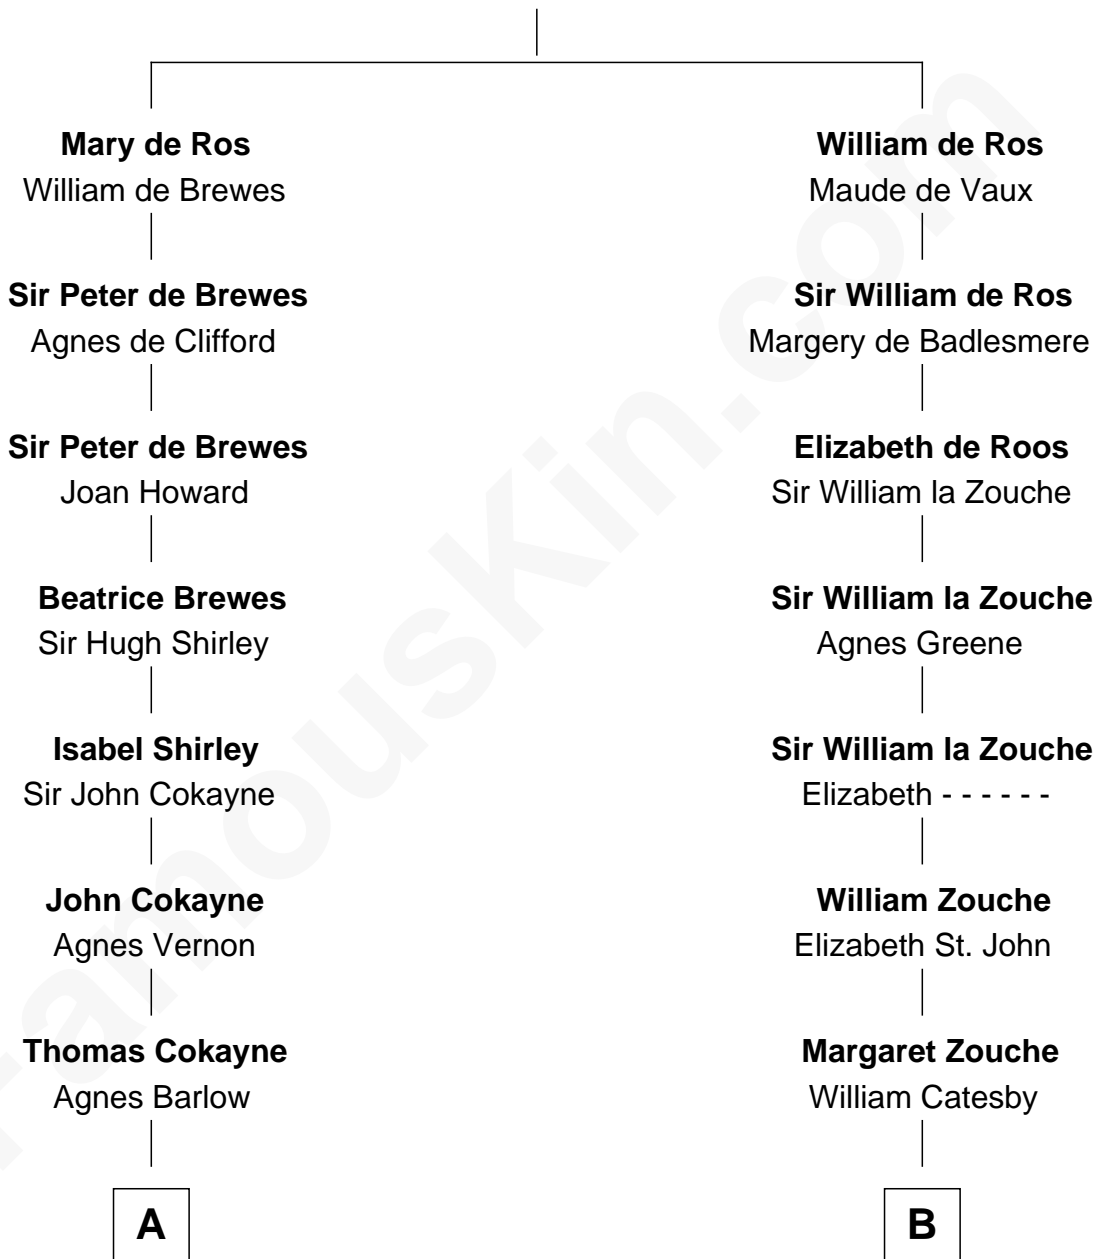 Mary de Ros
William de Brewes
Sir Peter de Brewes
Agnes de Clifford
Sir Peter de Brewes
Joan Howard
Beatrice Brewes
Sir Hugh Shirley
Isabel Shirley
Sir John Cokayne
John Cokayne
Agnes Vernon
Thomas Cokayne
Agnes Barlow
A
William de Ros
Maude de Vaux
Sir William de Ros
Margery de Badlesmere
Elizabeth de Roos
Sir William la Zouche
Sir William la Zouche
Agnes Greene
Sir William la Zouche
Elizabeth - - - - - -
William Zouche
Elizabeth St. John
Margaret Zouche
William Catesby
B
FamousKin.com